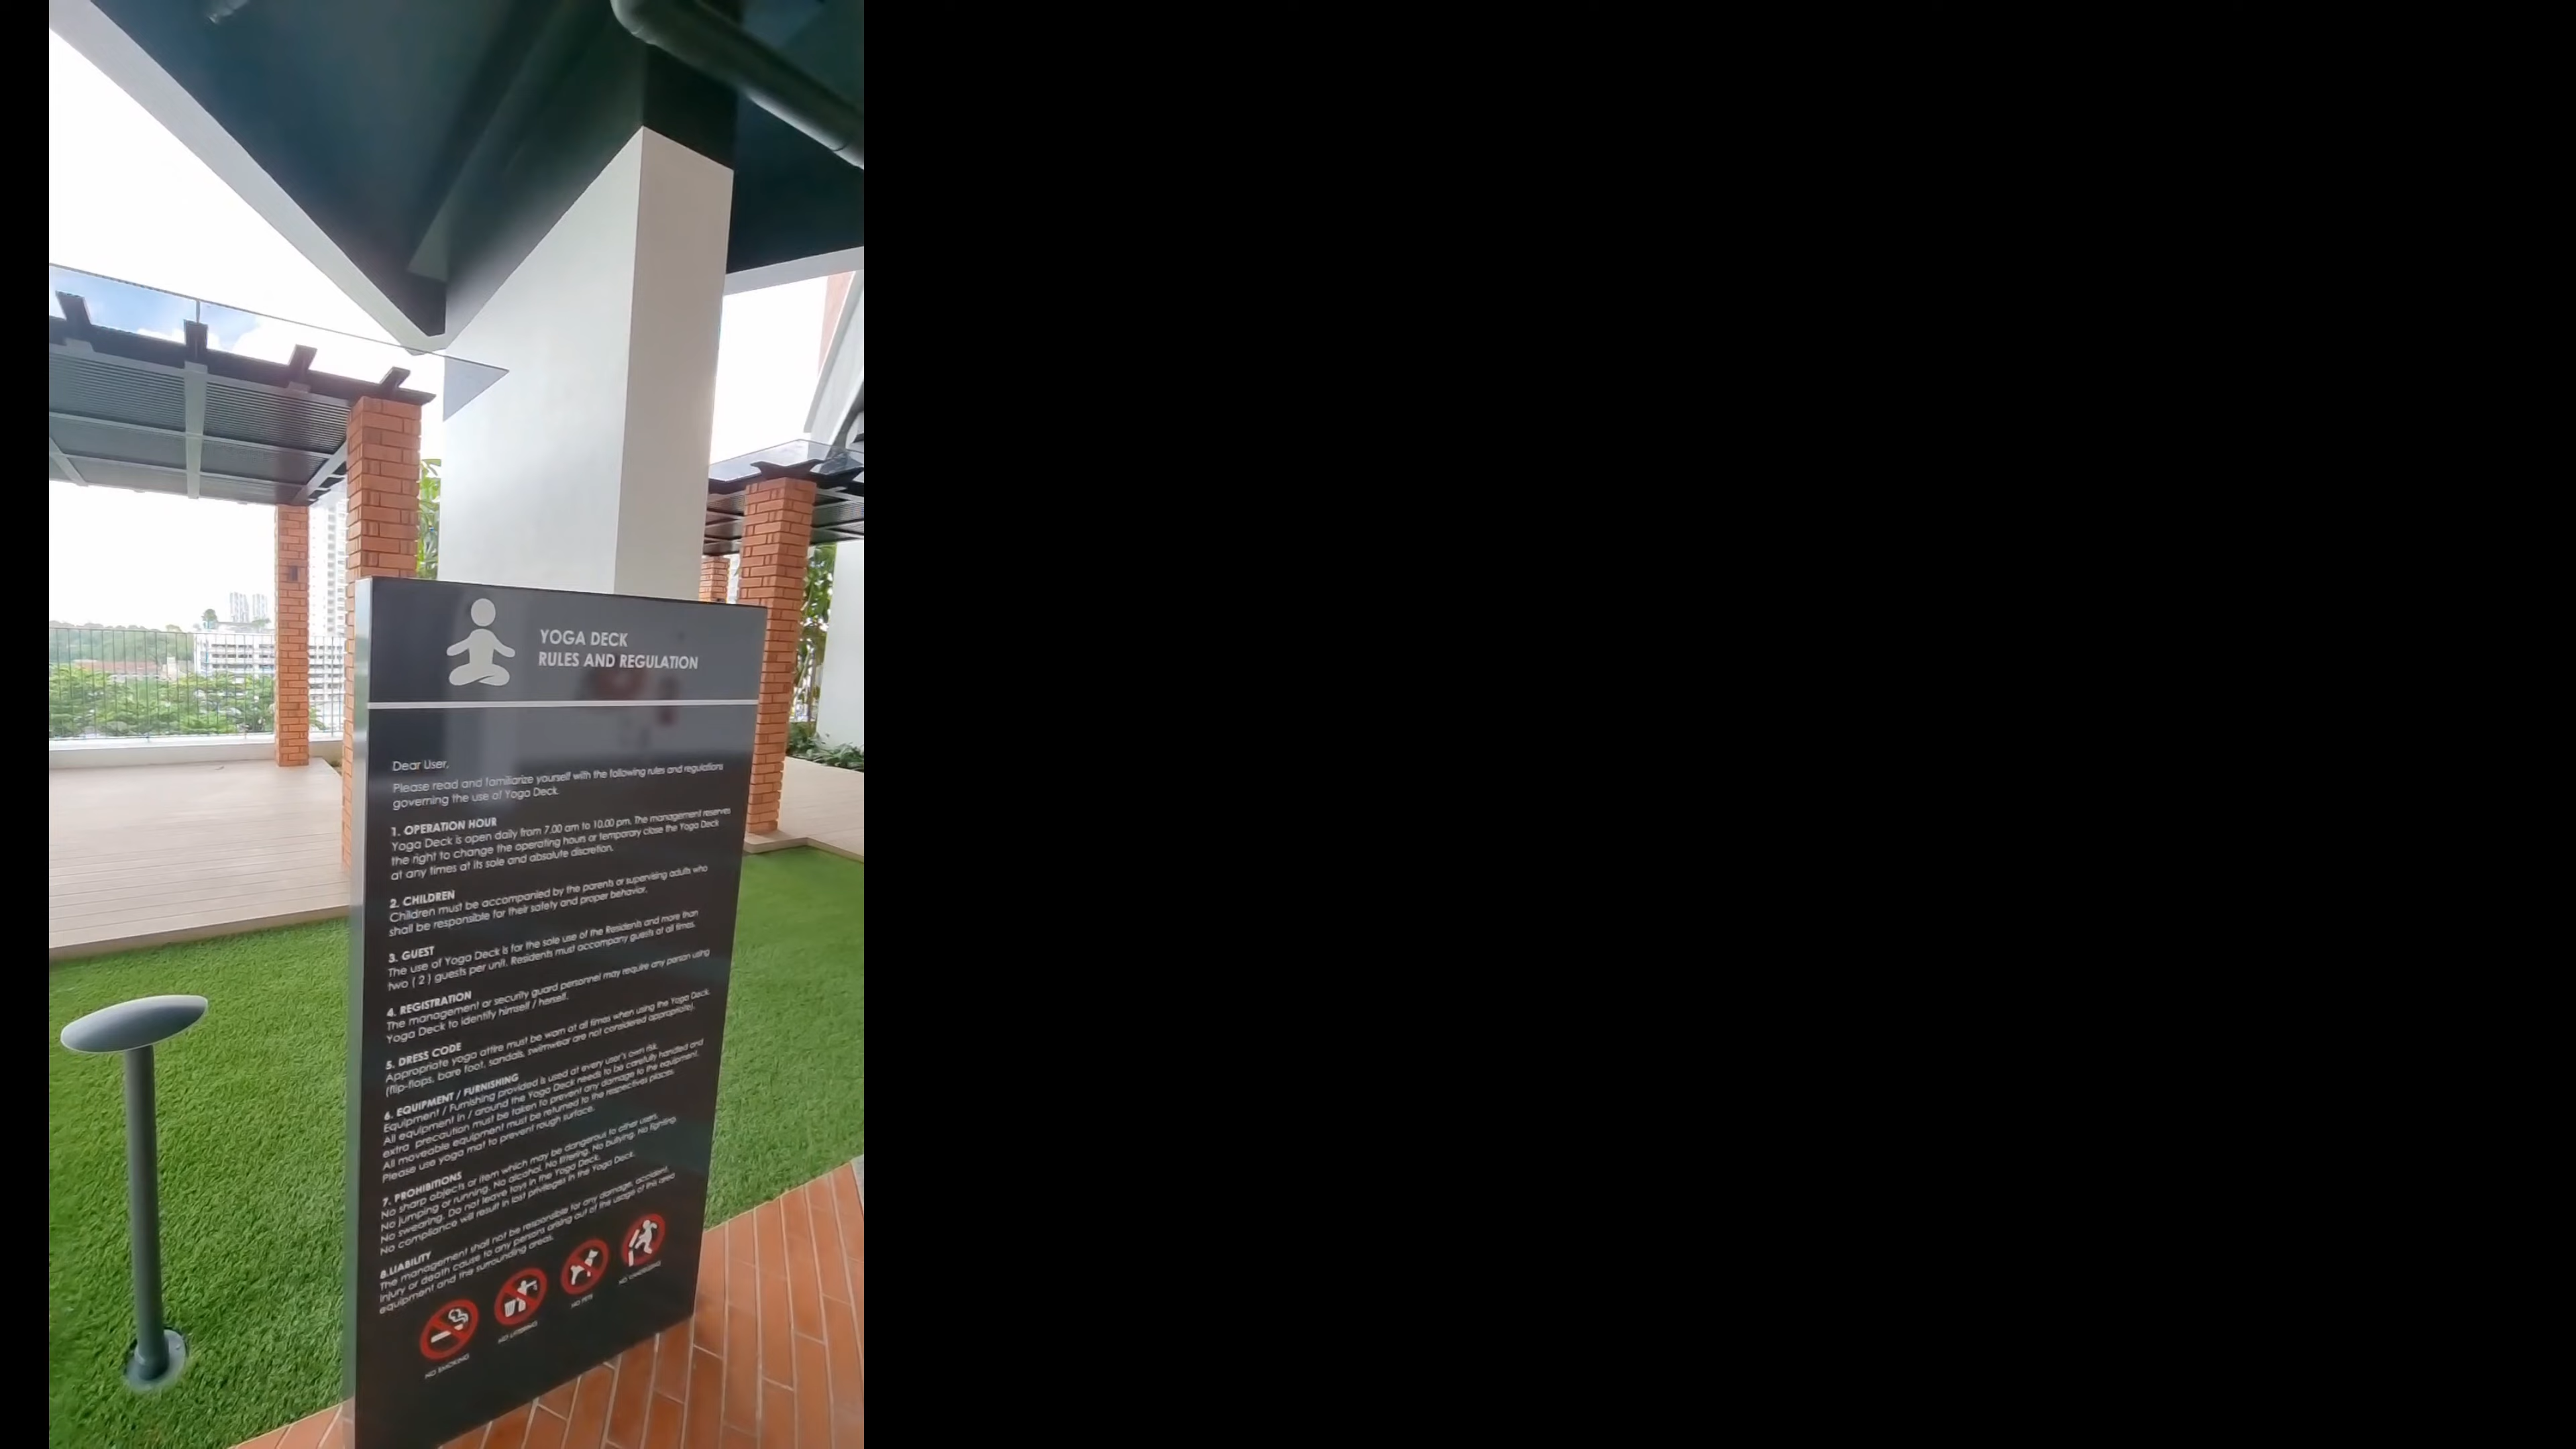 YOGA DECK
RULES AND REGULATION
Dear User,
Please read and familiarize yourself with the following rules and regulations
governing the use of Yoga Deck.
1. OPERATION HOUR
Yoga Deck is open daily from 7.00 am to 10.00 pm. The management reserves
the right to change the operating hours or temporary close the Yoga Deck
at any times at its sole and absolute discretion.
2. CHILDREN
Children must be accompanied by the parents or supervising adults who
shall be responsible for their safety and proper behavior.
3. GUEST
The use of Yoga Deck is for the sole use of the Residents and more than
two ( 2 ) guests per unit. Residents must accompany guests at all times.
4. REGISTRATION
The management or security guard personnel may require any person using
Yoga Deck to identify himself / herself.
5. DRESS CODE
Appropriate yoga attire must be warn at all times when using the Yoga Deck
(flip-flops, bare foot, sandals, swimwear are not considered appropriate).
6. EQUIPMENT / FURNISHING
Equipment / Furnishing provided is used at every user's own risk.
All equipment in / around the Yoga Deck needs to be carefully handled and
extra precaution must be taken to prevent any damage to the equipment.
All moveable equipment must be returned to the respectives places.
Please use yoga mat to prevent rough surface.
7. PROHIBITIONS
No sharp objects or item which may be dangerous to other users.
No jumping or running. No alcohol. No littering. No bullying. No fighting.
No swearing. Do not leave toys in the Yoga Deck.
No compliance will result in lost privileges in the Yoga Deck.
8.LIABILITY
The management shall not be responsible for any damage, accident,
injury or death cause to any persons arising out of the usage of this area
equipment and the surrounding areas.
NO SMOKING
NO LITTERING
NO PETS
NO VANDALIZING